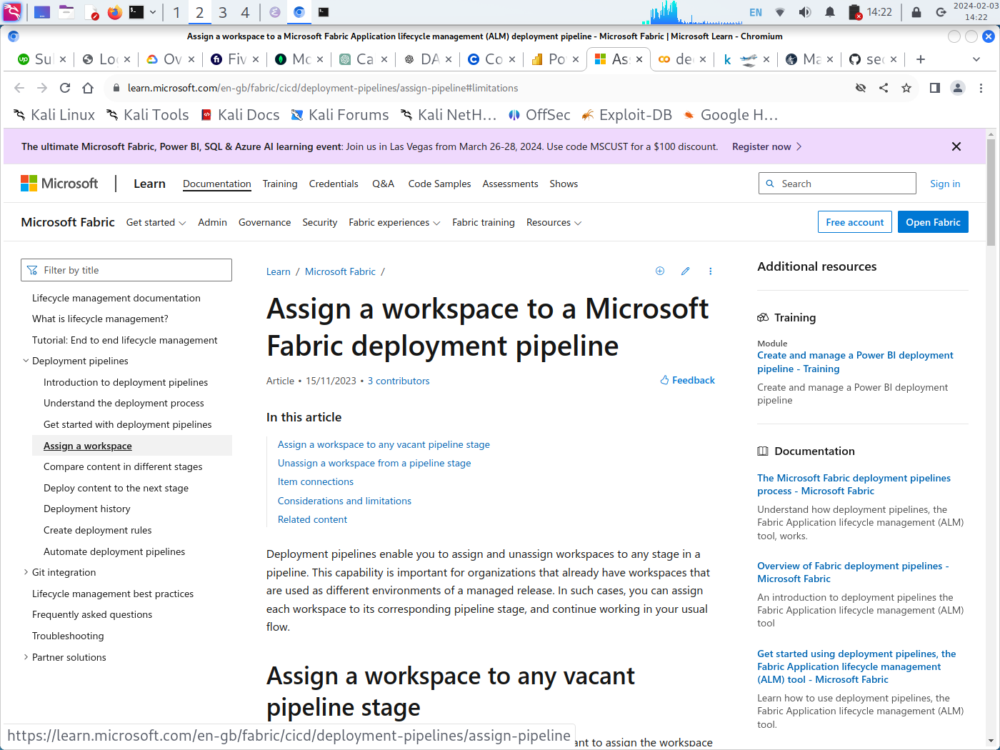 1 2 3 4 EN 14:22 2024-02-03
14:22
Assign a workspace to a Microsoft Fabric Application lifecycle management (ALM) deployment pipeline - Microsoft Fabric | Microsoft Learn - Chromium
Su Lo Ov Fiv Mo Ca DA Co Po Ass de k Ma sec
learn.microsoft.com/en-gb/fabric/cicd/deployment-pipelines/assign-pipeline#limitations
Kali Linux Kali Tools Kali Docs Kali Forums Kali NetH... OffSec Exploit-DB Google H...
The ultimate Microsoft Fabric, Power BI, SQL & Azure AI learning event: Join us in Las Vegas from March 26-28, 2024. Use code MSCUST for a $100 discount. Register now
Microsoft Learn Documentation Training Credentials Q&A Code Samples Assessments Shows Search Sign in
Microsoft Fabric Get started Admin Governance Security Fabric experiences Fabric training Resources Free account Open Fabric
Filter by title
Lifecycle management documentation
What is lifecycle management?
Tutorial: End to end lifecycle management
Deployment pipelines
Introduction to deployment pipelines
Understand the deployment process
Get started with deployment pipelines
Assign a workspace
Compare content in different stages
Deploy content to the next stage
Deployment history
Create deployment rules
Automate deployment pipelines
Git integration
Lifecycle management best practices
Frequently asked questions
Troubleshooting
Partner solutions
Learn / Microsoft Fabric /
Assign a workspace to a Microsoft
Fabric deployment pipeline
Article • 15/11/2023 • 3 contributors
Feedback
In this article
Assign a workspace to any vacant pipeline stage
Unassign a workspace from a pipeline stage
Item connections
Considerations and limitations
Related content
Deployment pipelines enable you to assign and unassign workspaces to any stage in a
pipeline. This capability is important for organizations that already have workspaces that
are used as different environments of a managed release. In such cases, you can assign
each workspace to its corresponding pipeline stage, and continue working in your usual
flow.
Assign a workspace to any vacant
pipeline stage
ant to assign the workspace
Additional resources
Training
Module
Create and manage a Power BI deployment
pipeline - Training
Create and manage a Power BI deployment
pipeline
Documentation
The Microsoft Fabric deployment pipelines
process - Microsoft Fabric
Understand how deployment pipelines, the
Fabric Application lifecycle management (ALM)
tool, works.
Overview of Fabric deployment pipelines -
Microsoft Fabric
An introduction to deployment pipelines the
Fabric Application lifecycle management (ALM)
tool
Get started using deployment pipelines, the
Fabric Application lifecycle management
(ALM) tool - Microsoft Fabric
Learn how to use deployment pipelines, the
Fabric Application lifecycle management (ALM)
tool.
https://learn.microsoft.com/en-gb/fabric/cicd/deployment-pipelines/assign-pipeline